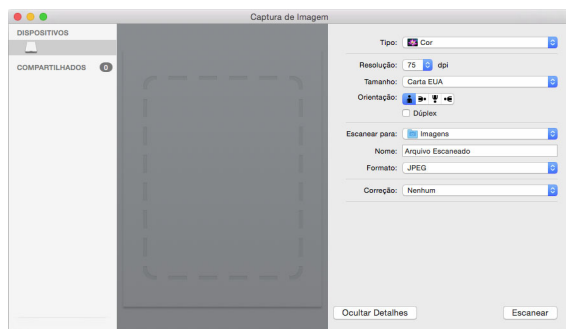 Captura de Imagem
DISPOSITIVOS
COMPARTILHADOS 0
Tipo: Cor
Resolução: 75 dpi
Tamanho: Carta EUA
Orientação:
Dúplex
Escanear para: Imagens
Nome: Arquivo Escaneado
Formato: JPEG
Correção: Nenhum
Ocultar Detalhes Escanear